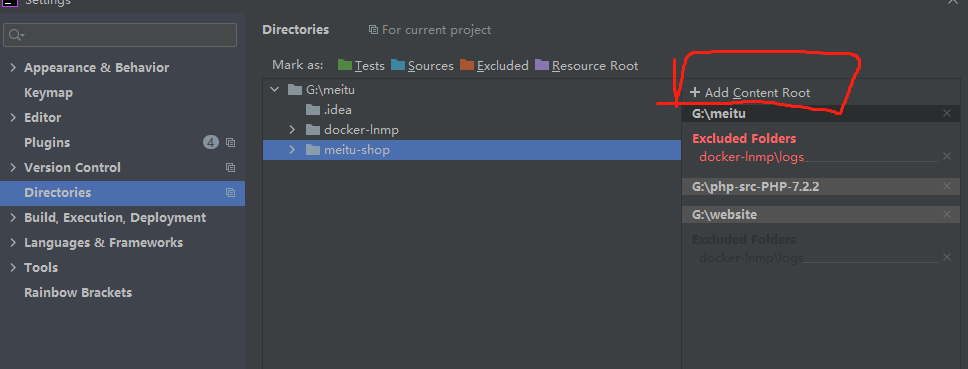 Settings
Directories
For current project
Appearance & Behavior
Keymap
Editor
Plugins
4
Version Control
Directories
Build, Execution, Deployment
Languages & Frameworks
Tools
Rainbow Brackets
Mark as:
Tests
Sources
Excluded
Resource Root
G:\meitu
.idea
docker-lnmp
meitu-shop
+ Add Content Root
G:\meitu
Excluded Folders
docker-lnmp\logs
G:\php-src-PHP-7.2.2
G:\website
Excluded Folders
docker-lnmp\logs